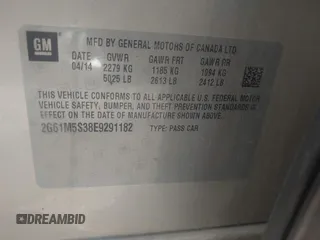 GM
MFD BY GENERAL MOTORS OF CANADA LTD.
DATE GVWR GAWR FRT GAWR RR
04/14 2279 KG 1185 KG 1094 KG
5025 LB 2613 LB 2412 LB
THIS VEHICLE CONFORMS TO ALL APPLICABLE U.S. FEDERAL MOTOR
VEHICLE SAFETY, BUMPER, AND THEFT PREVENTION STANDARDS
IN EFFECT ON THE DATE OF MANUFACTURE SHOWN ABOVE.
2G61M5S38E9291182 TYPE: PASS CAR
AUTOBIDMASTER